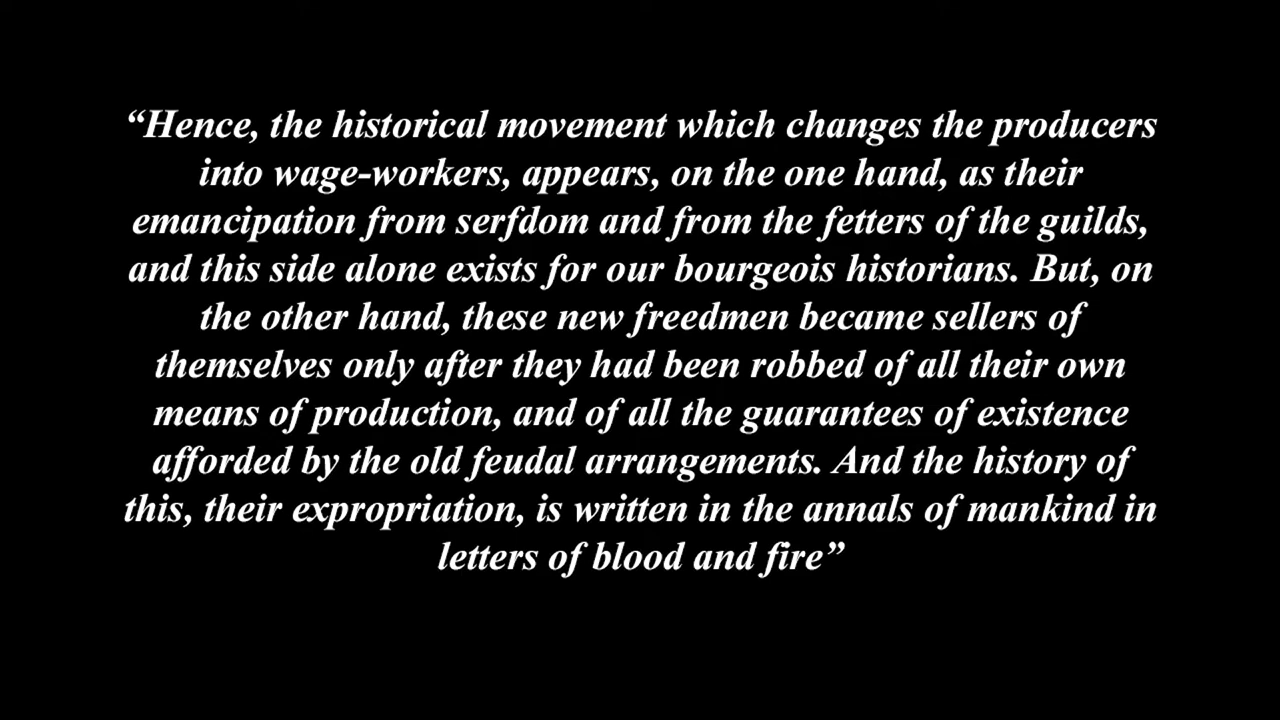 “Hence, the historical movement which changes the producers
into wage-workers, appears, on the one hand, as their
emancipation from serfdom and from the fetters of the guilds,
and this side alone exists for our bourgeois historians. But, on
the other hand, these new freedmen became sellers of
themselves only after they had been robbed of all their own
means of production, and of all the guarantees of existence
afforded by the old feudal arrangements. And the history of
this, their expropriation, is written in the annals of mankind in
letters of blood and fire”